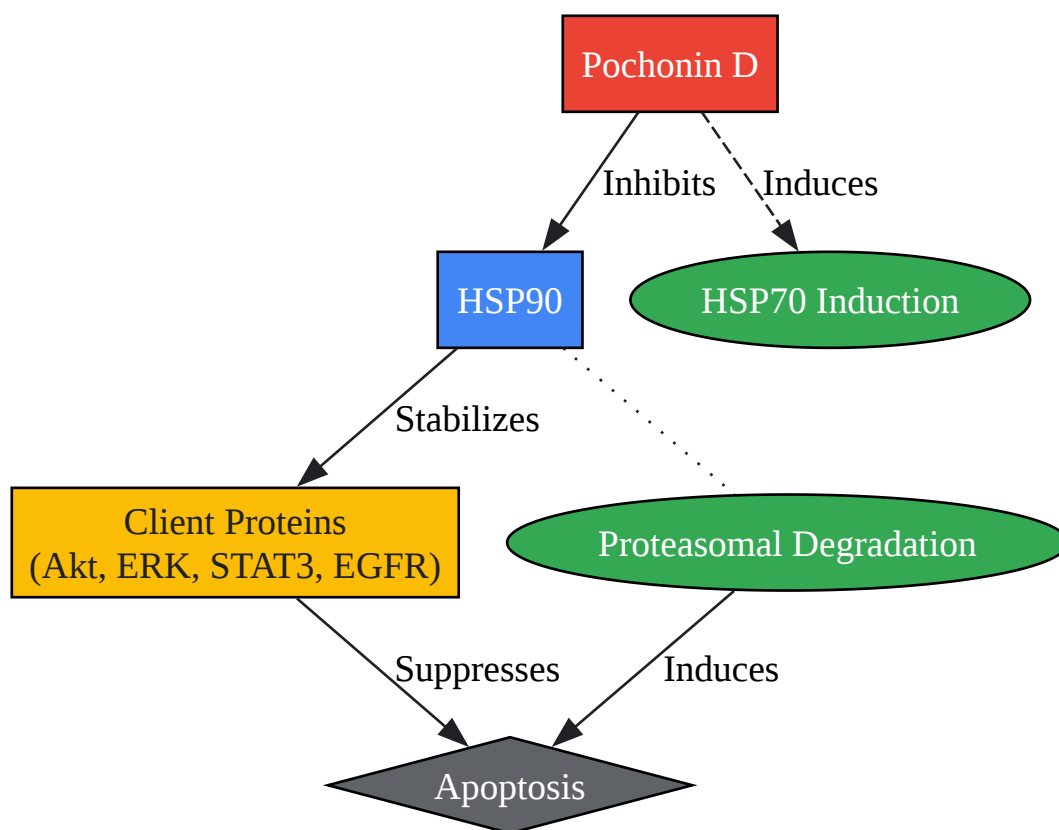 Pochonin D
Inhibits
Induces
HSP90
HSP70 Induction
Stabilizes
Client Proteins
(Akt, ERK, STAT3, EGFR)
Proteasomal Degradation
Suppresses
Induces
Apoptosis